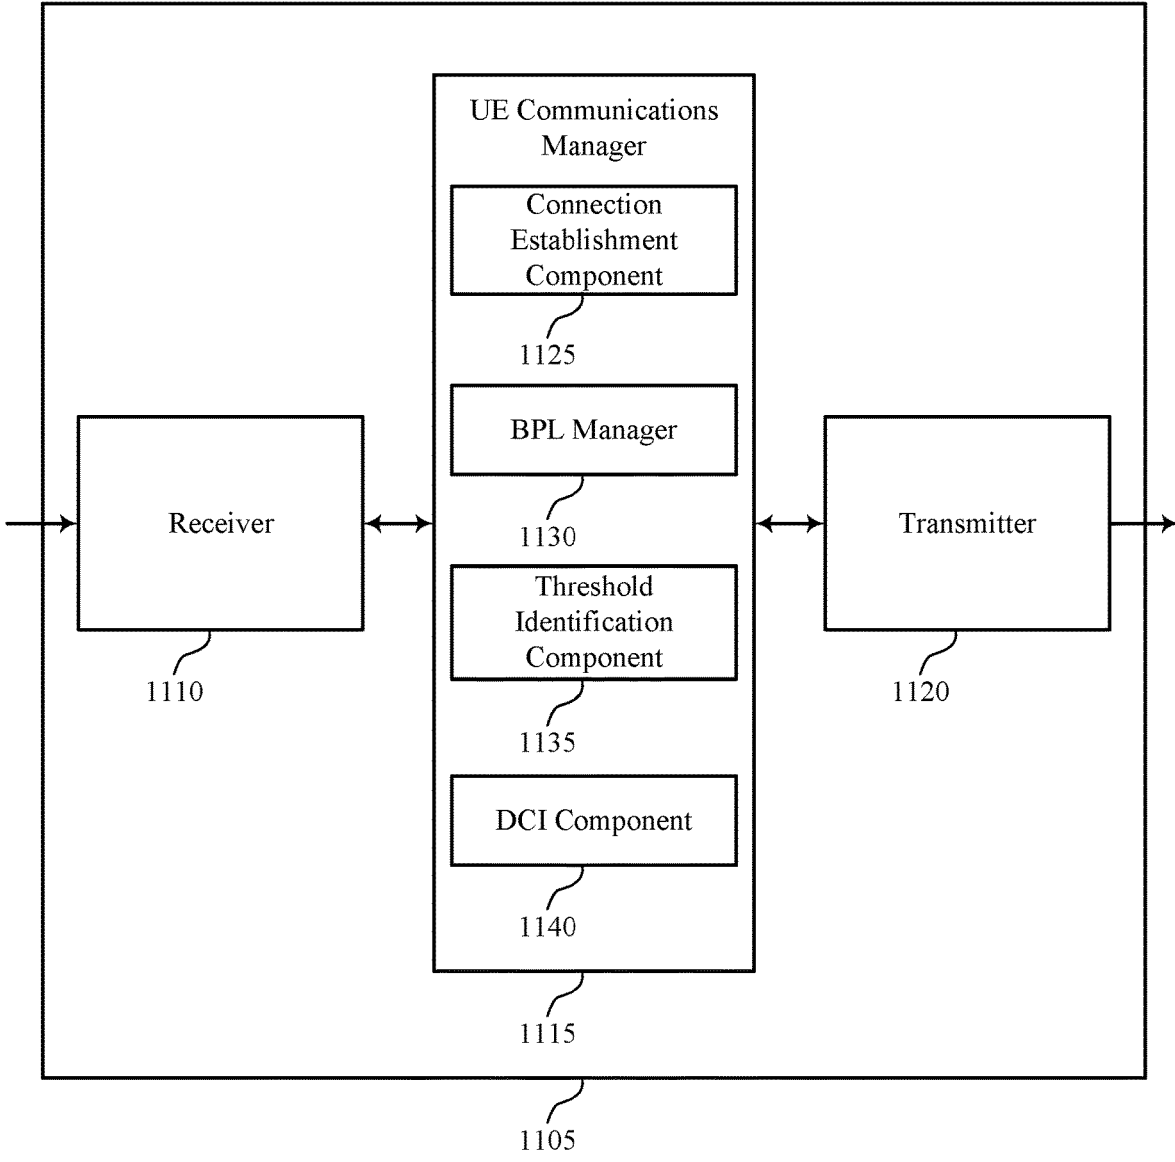 UE Communications
Manager
Connection
Establishment
Component
1125
BPL Manager
1130
Threshold
Identification
Component
1135
DCI Component
1140
1115
Receiver
1110
Transmitter
1120
1105